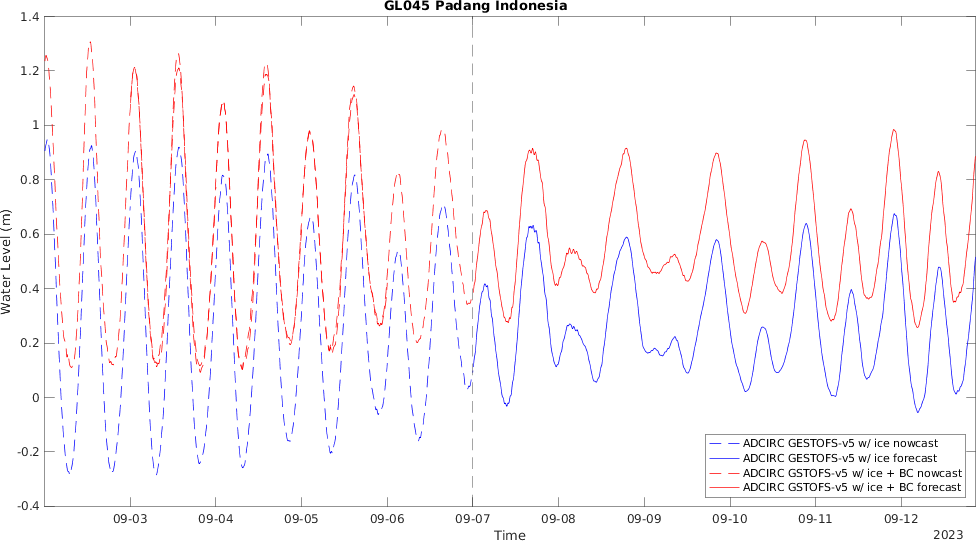 GL045 Padang Indonesia
Water Level (m)
1.4
1.2
1
0.8
0.6
0.4
0.2
0
-0.2
-0.4
ADCIRC GESTOFS-v5 w/ ice nowcast
ADCIRC GESTOFS-v5 w/ ice forecast
ADCIRC GSTOFS-v5 w/ ice + BC nowcast
ADCIRC GSTOFS-v5 w/ ice + BC forecast
09-03 09-04 09-05 09-06 09-07 09-08 09-09 09-10 09-11 09-12
Time
2023